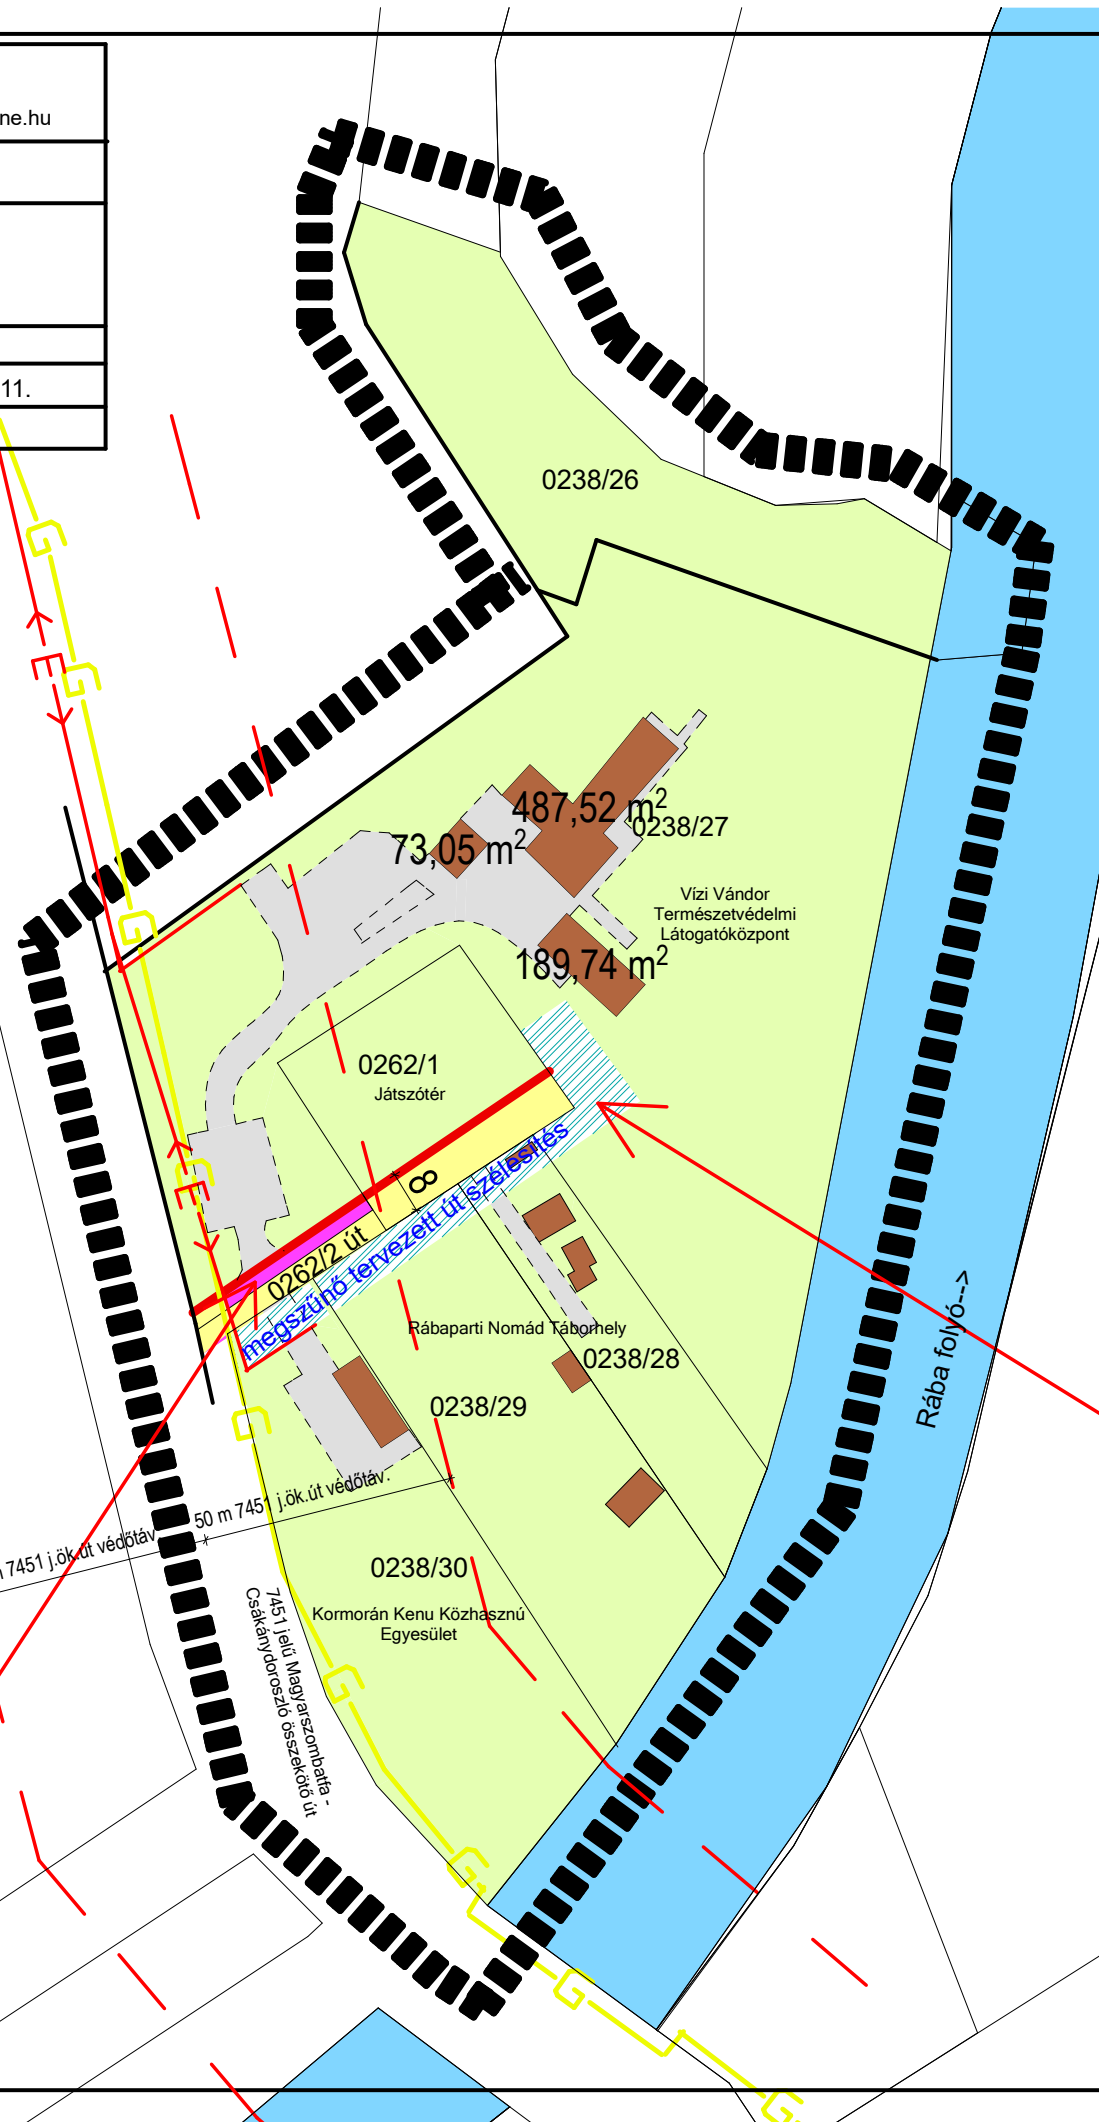 ne.hu
11.
0238/26
487,52 m²
0238/27
73,05 m²
Vízi Vándor
Természetvédelmi
Látogatóközpont
189,74 m²
0262/1
Játszótér
8
0262/2 út
megszűnő tervezett út szélesítés
Rábaparti Nomád Táborhely
0238/28
0238/29
Rába folyó--->
50 m 7451 j.ök.út védőtáv.
7451 j.ök.út védőtáv.
0238/30
Kormorán Kenu Közhasznú
Egyesület
7451 jelű Magyarszombatfa -
Csákánydoroszló összekötő út
G
G
E
G
G
E
G
G
G
G
G